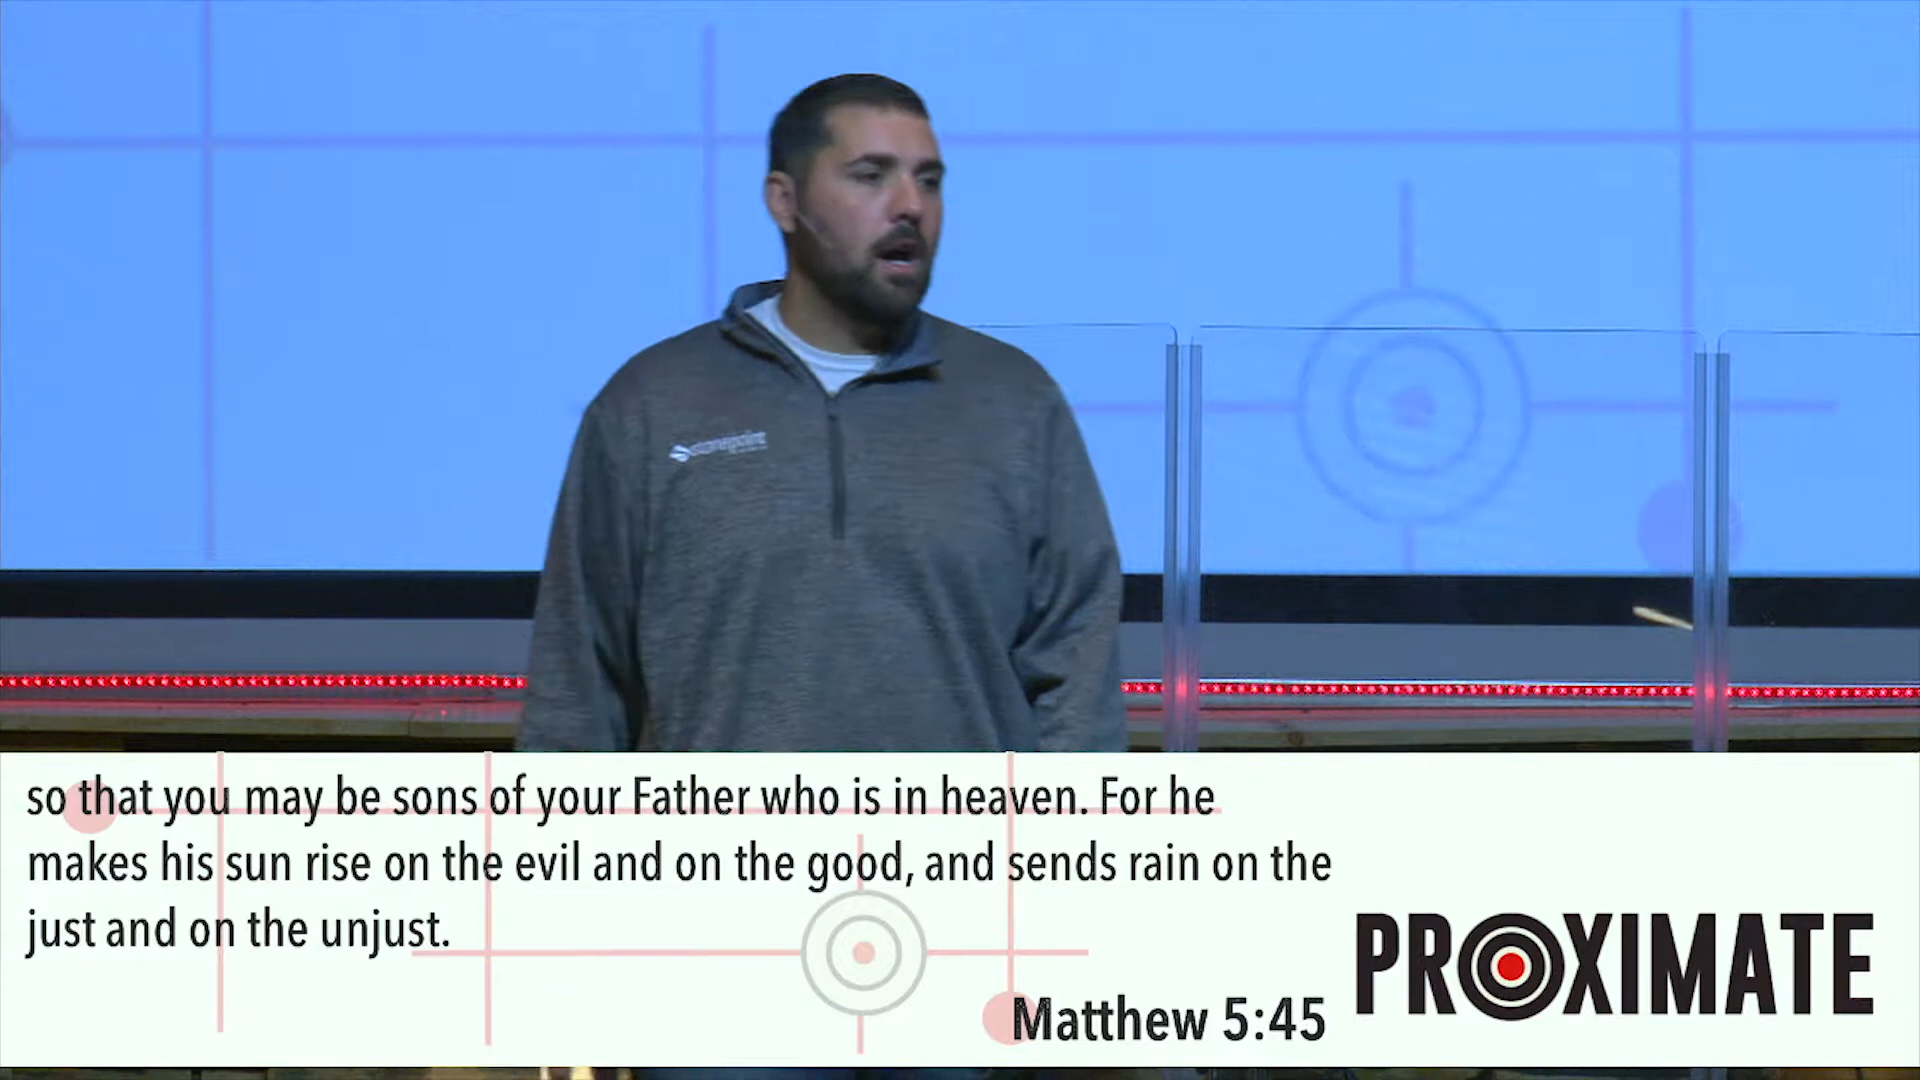 stonepoint
so that you may be sons of your Father who is in heaven. For he
makes his sun rise on the evil and on the good, and sends rain on the
just and on the unjust.
Matthew 5:45
PROXIMATE